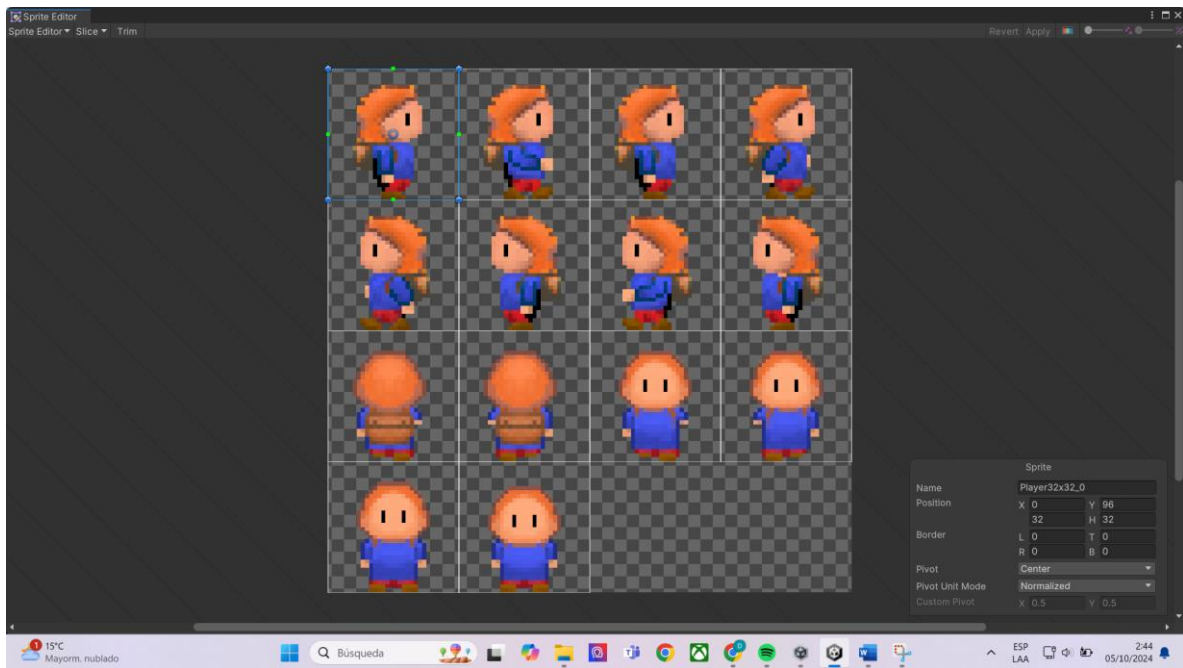 Sprite Editor
Sprite Editor Slice Trim Revert Apply
Sprite
Name Player32x32_0
Position X 0 Y 96
32 H 32
Border L 0 T 0
R 0 B 0
Pivot Center
Pivot Unit Mode Normalized
Custom Pivot X 0.5 Y 0.5
1
15°C
Mayorm. nublado
Búsqueda
ESP
LAA
2:44
05/10/2024